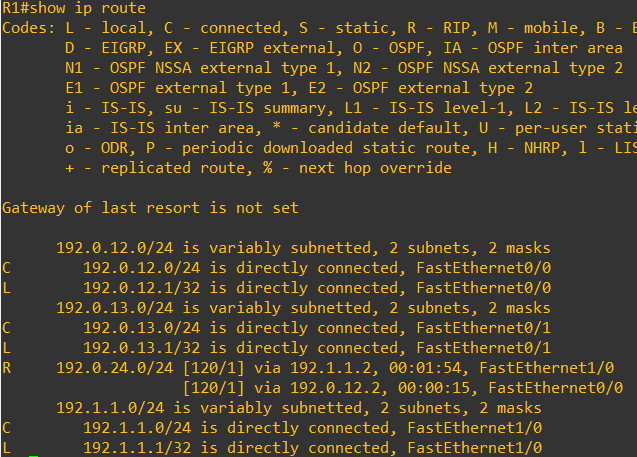 R1#show ip route
Codes: L - local, C - connected, S - static, R - RIP, M - mobile, B -
D - EIGRP, EX - EIGRP external, O - OSPF, IA - OSPF inter area
N1 - OSPF NSSA external type 1, N2 - OSPF NSSA external type 2
E1 - OSPF external type 1, E2 - OSPF external type 2
i - IS-IS, su - IS-IS summary, L1 - IS-IS level-1, L2 - IS-IS le
ia - IS-IS inter area, * - candidate default, U - per-user stati
o - ODR, P - periodic downloaded static route, H - NHRP, l - LIS
+ - replicated route, % - next hop override
Gateway of last resort is not set
192.0.12.0/24 is variably subnetted, 2 subnets, 2 masks
C 192.0.12.0/24 is directly connected, FastEthernet0/0
L 192.0.12.1/32 is directly connected, FastEthernet0/0
192.0.13.0/24 is variably subnetted, 2 subnets, 2 masks
C 192.0.13.0/24 is directly connected, FastEthernet0/1
L 192.0.13.1/32 is directly connected, FastEthernet0/1
R 192.0.24.0/24 [120/1] via 192.1.1.2, 00:01:54, FastEthernet1/0
[120/1] via 192.0.12.2, 00:00:15, FastEthernet0/0
192.1.1.0/24 is variably subnetted, 2 subnets, 2 masks
C 192.1.1.0/24 is directly connected, FastEthernet1/0
L 192.1.1.1/32 is directly connected, FastEthernet1/0